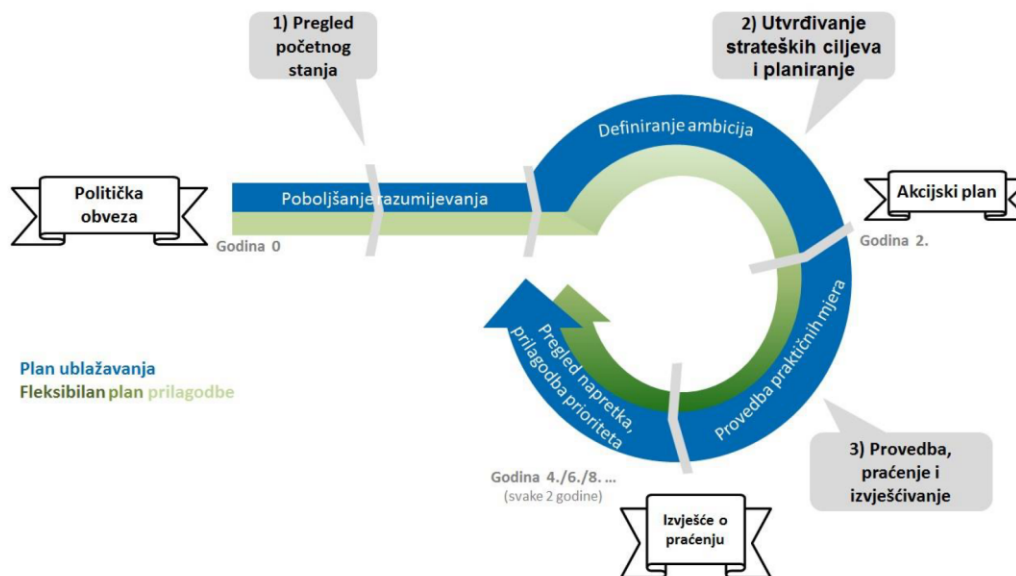 1) Pregled
početnog
stanja
2) Utvrđivanje
strateških ciljeva
i planiranje
Definiranje ambicija
Politička
obveza
Poboljšanje razumijevanja
Akcijski plan
Godina 0
Godina 2.
Plan ublažavanja
Fleksibilan plan prilagodbe
Pregled napretka,
prilagodba prioriteta
Provedba praktičnih mjera
3) Provedba,
praćenje i
izvješćivanje
Godina 4./6./8. ...
(svake 2 godine)
Izvješće o
praćenju